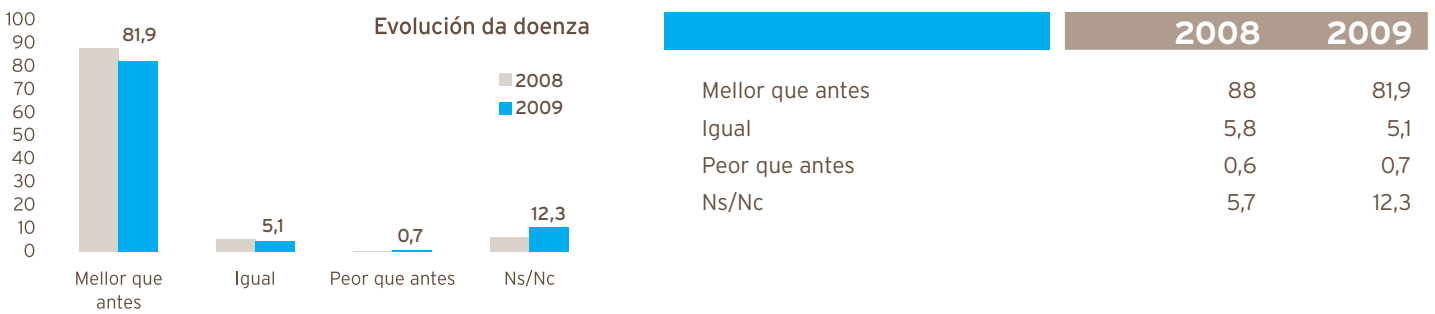 Evolución da doenza
100
90
80
70
60
50
40
30
20
10
0
81,9
5,1
0,7
12,3
2008
2009
Mellor que
antes
Igual
Peor que antes
Ns/Nc
2008 2009
Mellor que antes 88 81,9
Igual 5,8 5,1
Peor que antes 0,6 0,7
Ns/Nc 5,7 12,3